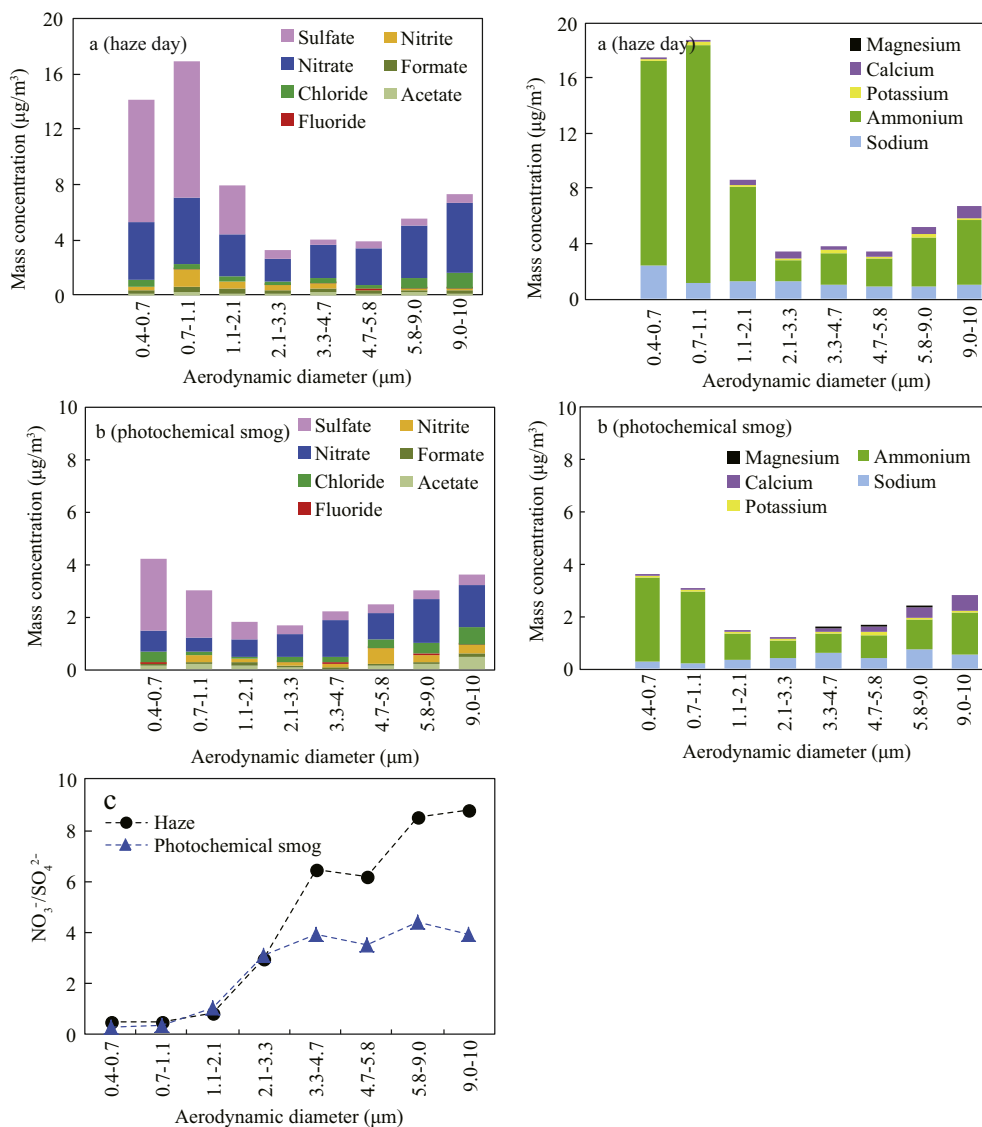 20
16
12
8
4
0
Mass concentration (μg/m³)
a (haze day)
Sulfate
Nitrate
Chloride
Fluoride
Nitrite
Formate
Acetate
0.4-0.7
0.7-1.1
1.1-2.1
2.1-3.3
3.3-4.7
4.7-5.8
5.8-9.0
9.0-10
Aerodynamic diameter (μm)
20
16
12
8
4
0
Mass concentration (μg/m³)
a (haze day)
Magnesium
Calcium
Potassium
Ammonium
Sodium
0.4-0.7
0.7-1.1
1.1-2.1
2.1-3.3
3.3-4.7
4.7-5.8
5.8-9.0
9.0-10
Aerodynamic diameter (μm)
10
8
6
4
2
0
Mass concentration (μg/m³)
b (photochemical smog)
Sulfate
Nitrate
Chloride
Fluoride
Nitrite
Formate
Acetate
0.4-0.7
0.7-1.1
1.1-2.1
2.1-3.3
3.3-4.7
4.7-5.8
5.8-9.0
9.0-10
Aerodynamic diameter (μm)
10
8
6
4
2
0
Mass concentration (μg/m³)
b (photochemical smog)
Magnesium
Calcium
Potassium
Ammonium
Sodium
0.4-0.7
0.7-1.1
1.1-2.1
2.1-3.3
3.3-4.7
4.7-5.8
5.8-9.0
9.0-10
Aerodynamic diameter (μm)
10
8
6
4
2
0
NO₃⁻/SO₄²⁻
c
Haze
Photochemical smog
0.4-0.7
0.7-1.1
1.1-2.1
2.1-3.3
3.3-4.7
4.7-5.8
5.8-9.0
9.0-10
Aerodynamic diameter (μm)